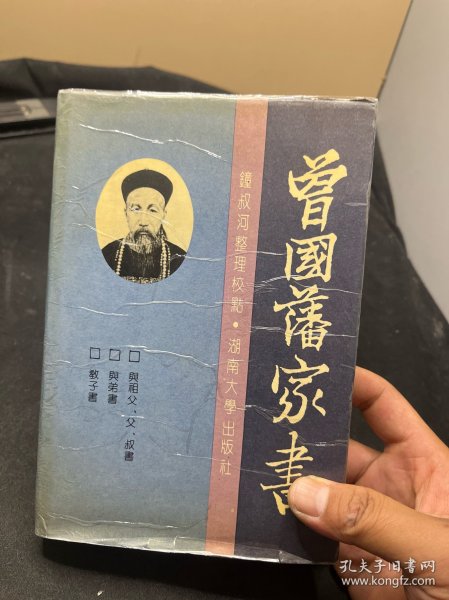 曾國藩家書
鐘叔河整理校點•湖南大學出版社
□與祖父、父、叔書
□與弟書
□教子書
孔夫子旧书网
www.kongfz.com